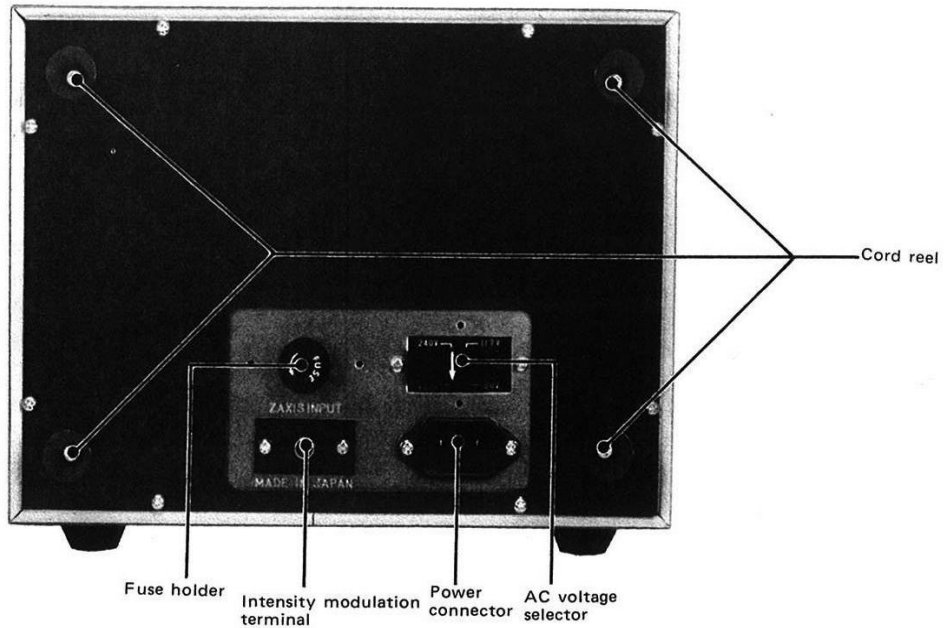 Cord reel
240V
117V
FUSE
ZAXIS INPUT
MADE IN JAPAN
Fuse holder
Intensity modulation
terminal
Power
connector
AC voltage
selector